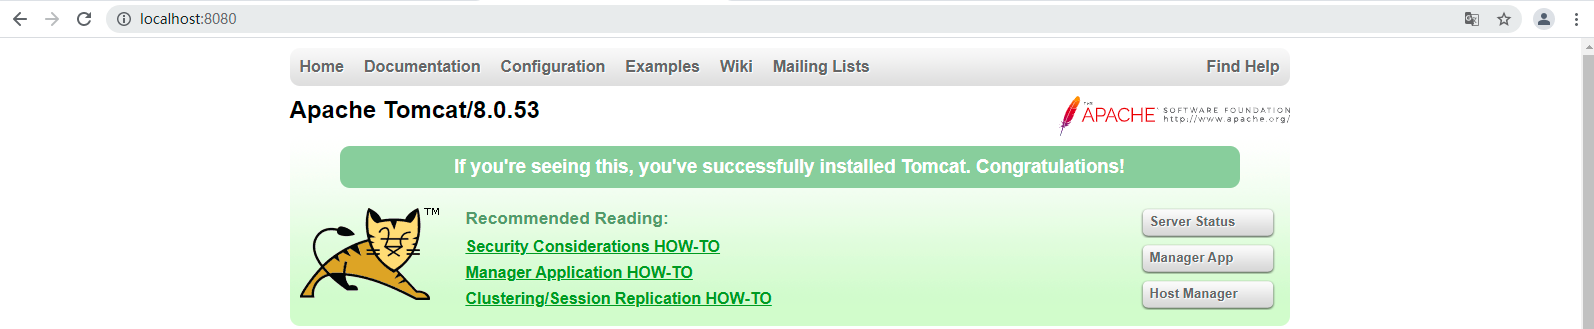 localhost:8080
Home Documentation Configuration Examples Wiki Mailing Lists Find Help
Apache Tomcat/8.0.53
THE APACHE SOFTWARE FOUNDATION
http://www.apache.org/
If you're seeing this, you've successfully installed Tomcat. Congratulations!
TM
Recommended Reading:
Security Considerations HOW-TO
Manager Application HOW-TO
Clustering/Session Replication HOW-TO
Server Status
Manager App
Host Manager